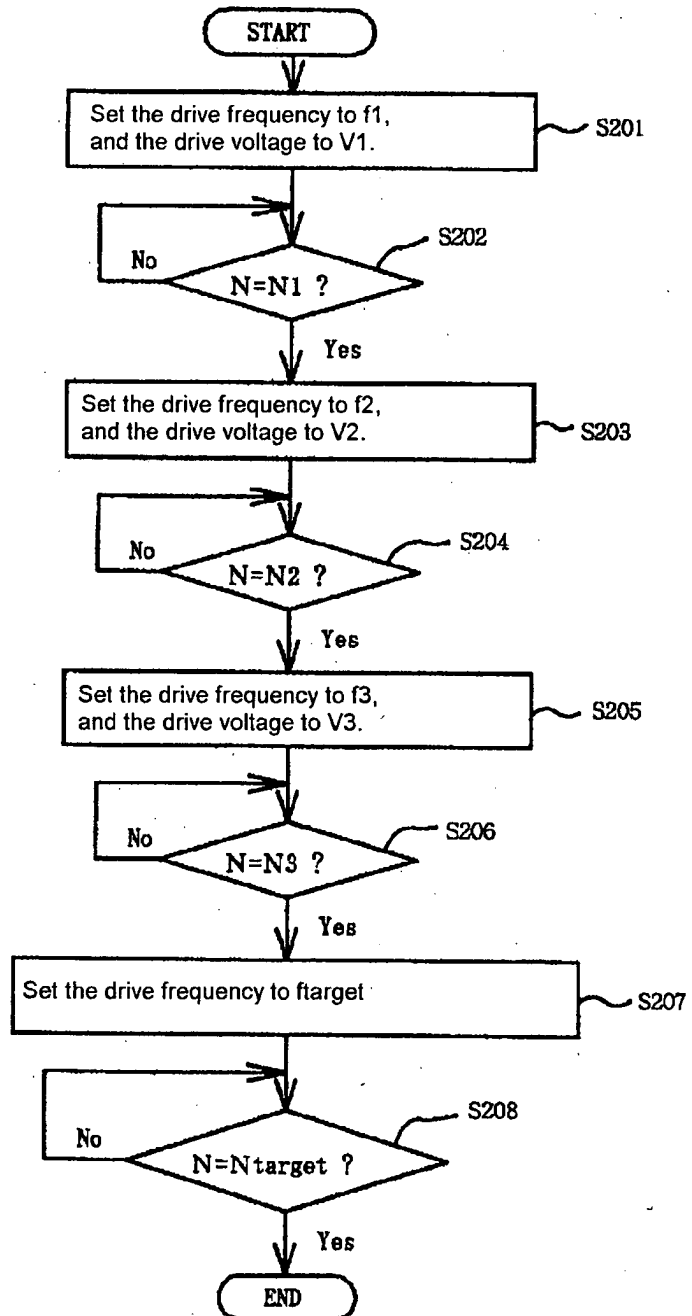 START
Set the drive frequency to f1,
and the drive voltage to V1.
S201
S202
No
N=N1 ?
Yes
Set the drive frequency to f2,
and the drive voltage to V2.
S203
S204
No
N=N2 ?
Yes
Set the drive frequency to f3,
and the drive voltage to V3.
S205
S206
No
N=N3 ?
Yes
Set the drive frequency to ftarget
S207
S208
No
N=Ntarget ?
Yes
END